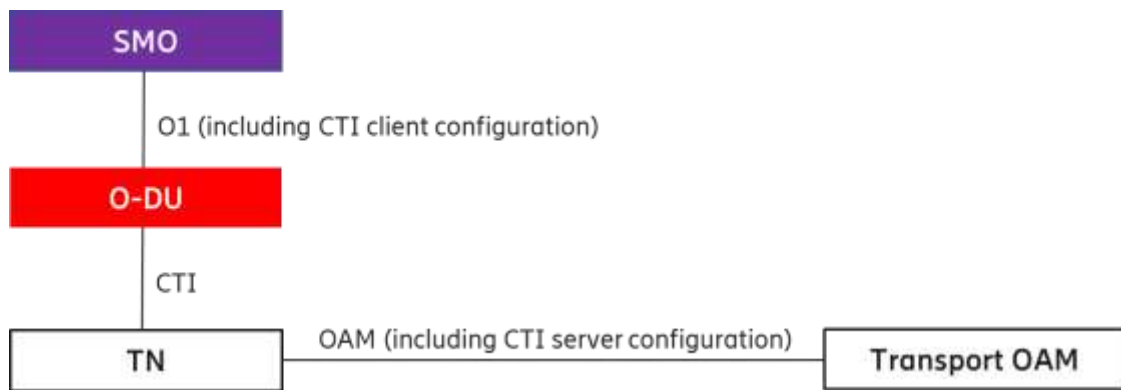 SMO
O1 (including CTI client configuration)
O-DU
CTI
OAM (including CTI server configuration)
TN
Transport OAM